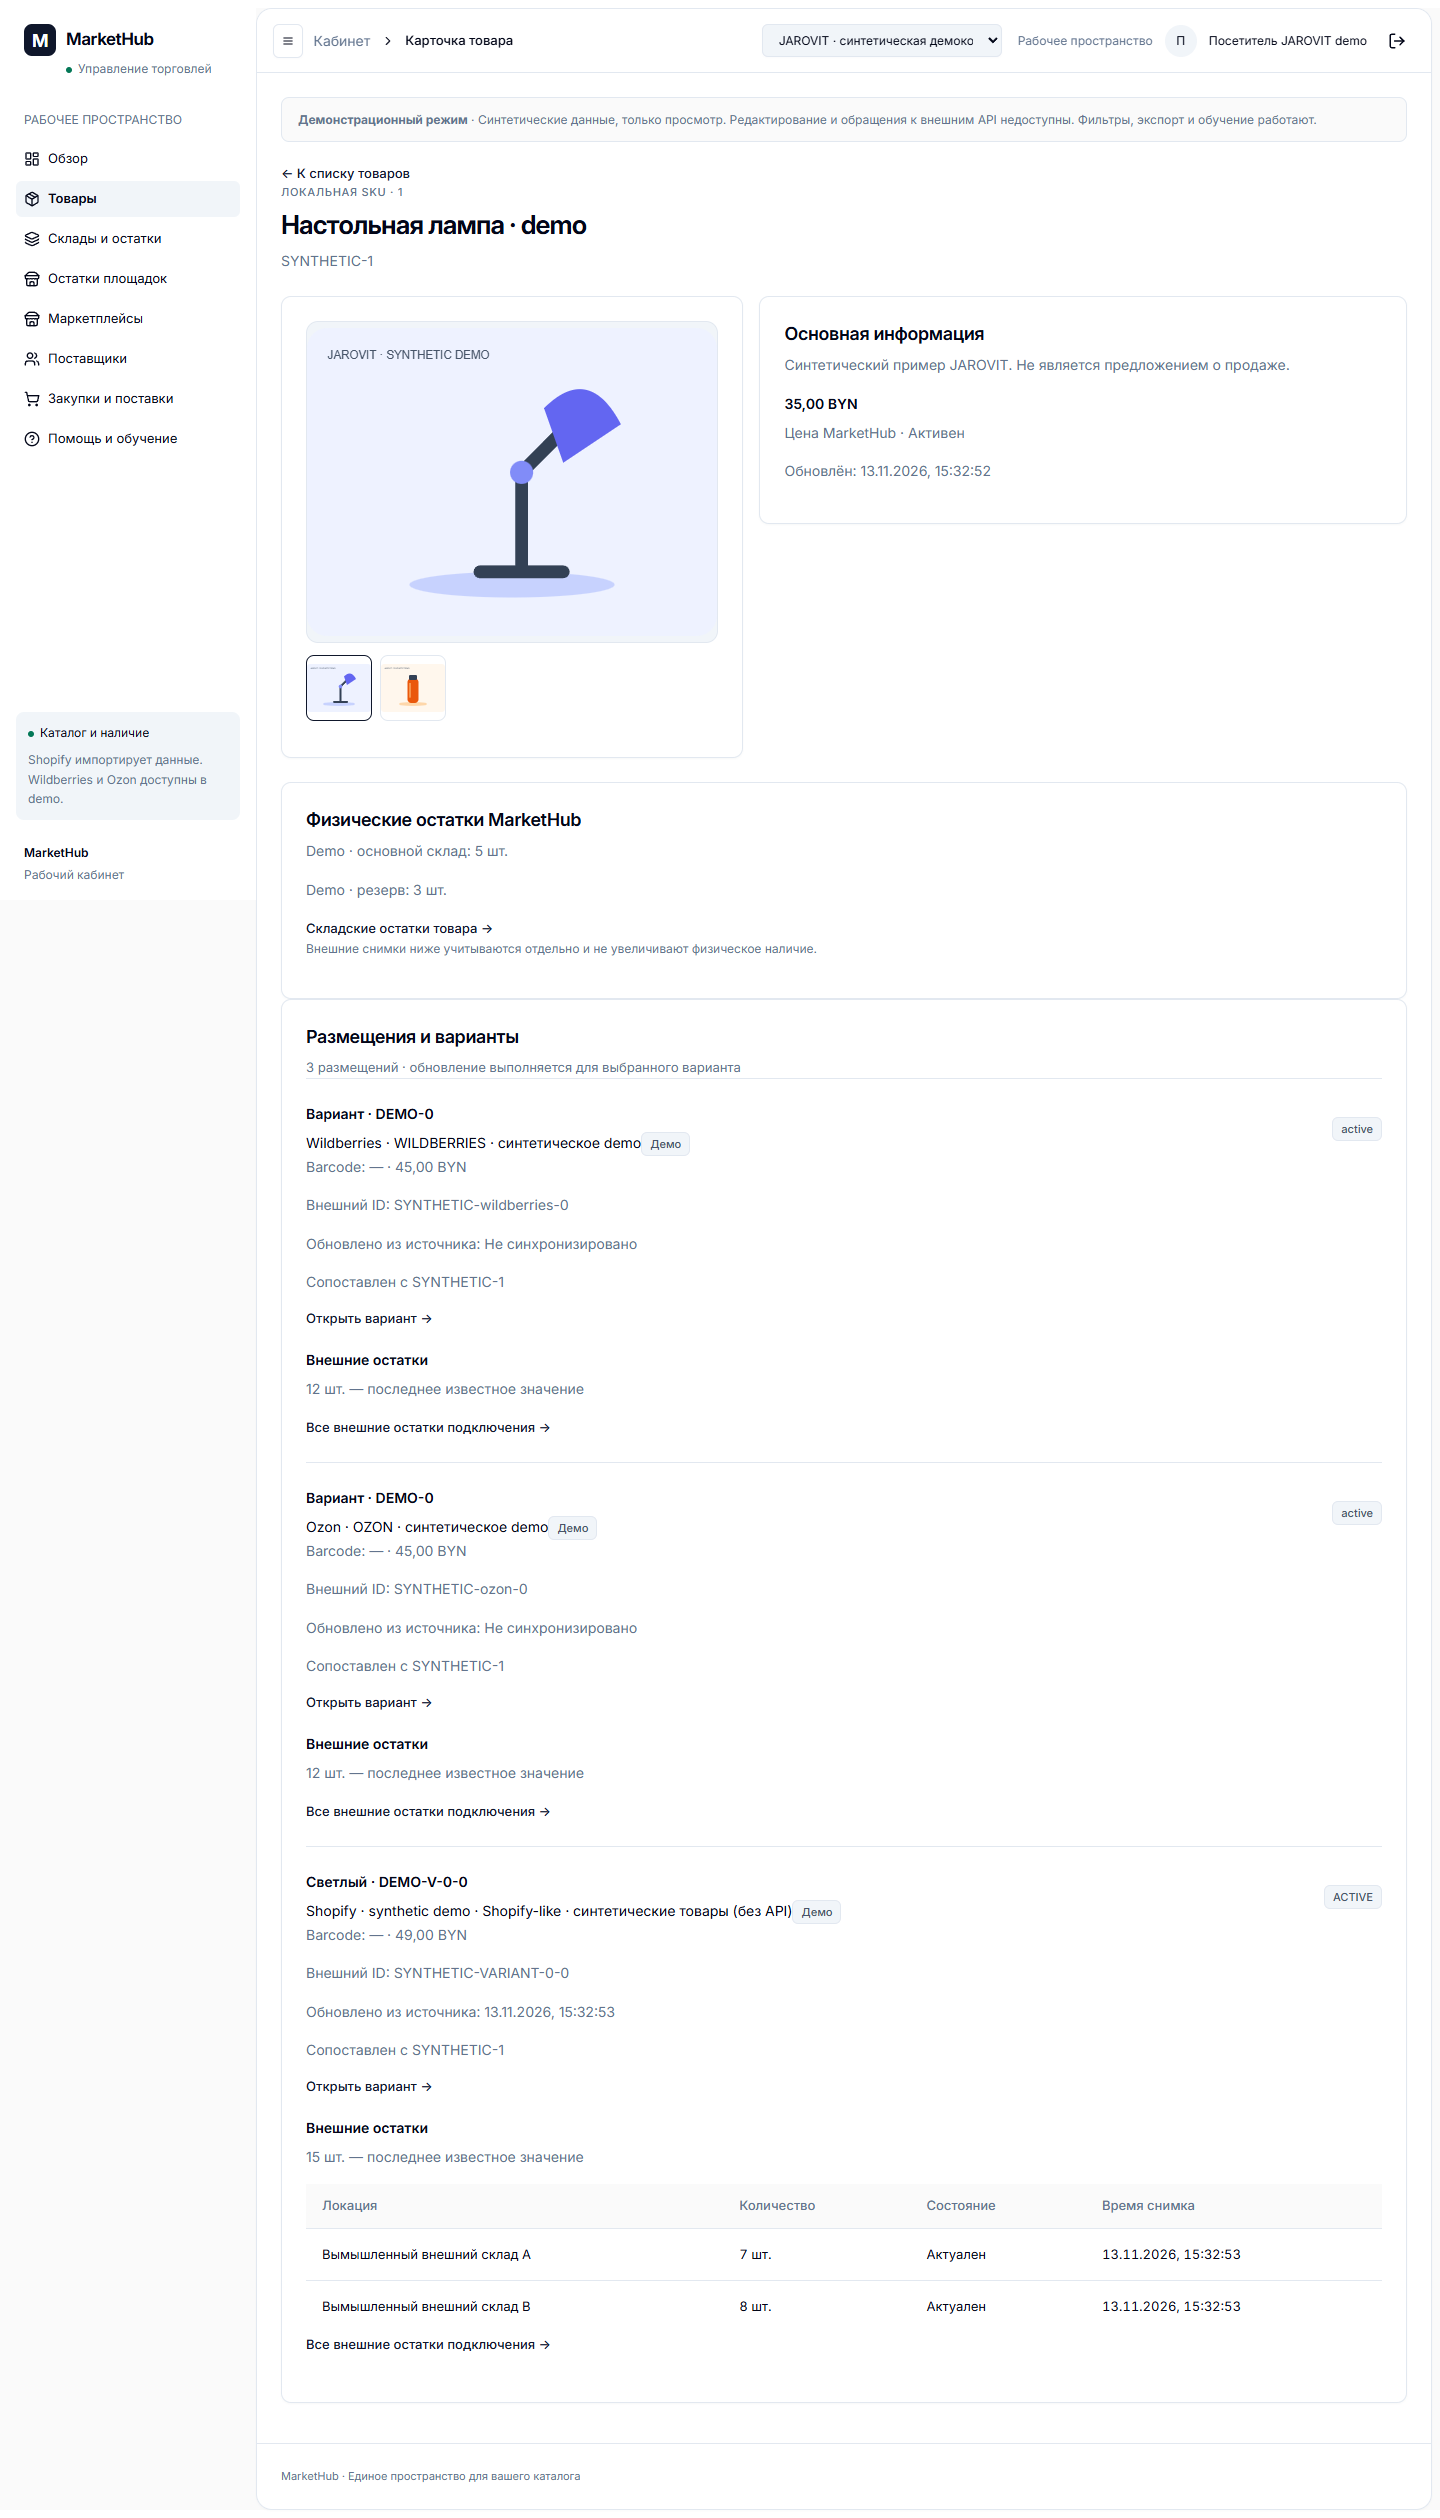 M MarketHub
Управление торговлей
РАБОЧЕЕ ПРОСТРАНСТВО
Обзор
Товары
Склады и остатки
Остатки площадок
Маркетплейсы
Поставщики
Закупки и поставки
Помощь и обучение
Каталог и наличие
Shopify импортирует данные.
Wildberries и Ozon доступны в
demo.
MarketHub
Рабочий кабинет
Кабинет > Карточка товара
JAROVIT · синтетическая демоко
Рабочее пространство
П
Посетитель JAROVIT demo
Демонстрационный режим · Синтетические данные, только просмотр. Редактирование и обращения к внешним API недоступны. Фильтры, экспорт и обучение работают.
← К списку товаров
ЛОКАЛЬНАЯ SKU · 1
Настольная лампа · demo
SYNTHETIC-1
JAROVIT · SYNTHETIC DEMO
Основная информация
Синтетический пример JAROVIT. Не является предложением о продаже.
35,00 BYN
Цена MarketHub · Активен
Обновлён: 13.11.2026, 15:32:52
Физические остатки MarketHub
Demo · основной склад: 5 шт.
Demo · резерв: 3 шт.
Складские остатки товара →
Внешние снимки ниже учитываются отдельно и не увеличивают физическое наличие.
Размещения и варианты
3 размещений · обновление выполняется для выбранного варианта
Вариант · DEMO-0
active
Wildberries · WILDBERRIES · синтетическое demo Демо
Barcode: — · 45,00 BYN
Внешний ID: SYNTHETIC-wildberries-0
Обновлено из источника: Не синхронизировано
Сопоставлен с SYNTHETIC-1
Открыть вариант →
Внешние остатки
12 шт. — последнее известное значение
Все внешние остатки подключения →
Вариант · DEMO-0
active
Ozon · OZON · синтетическое demo Демо
Barcode: — · 45,00 BYN
Внешний ID: SYNTHETIC-ozon-0
Обновлено из источника: Не синхронизировано
Сопоставлен с SYNTHETIC-1
Открыть вариант →
Внешние остатки
12 шт. — последнее известное значение
Все внешние остатки подключения →
Светлый · DEMO-V-0-0
ACTIVE
Shopify · synthetic demo · Shopify-like · синтетические товары (без API) Демо
Barcode: — · 49,00 BYN
Внешний ID: SYNTHETIC-VARIANT-0-0
Обновлено из источника: 13.11.2026, 15:32:53
Сопоставлен с SYNTHETIC-1
Открыть вариант →
Внешние остатки
15 шт. — последнее известное значение
Локация Количество Состояние Время снимка
Вымышленный внешний склад A 7 шт. Актуален 13.11.2026, 15:32:53
Вымышленный внешний склад B 8 шт. Актуален 13.11.2026, 15:32:53
Все внешние остатки подключения →
MarketHub · Единое пространство для вашего каталога